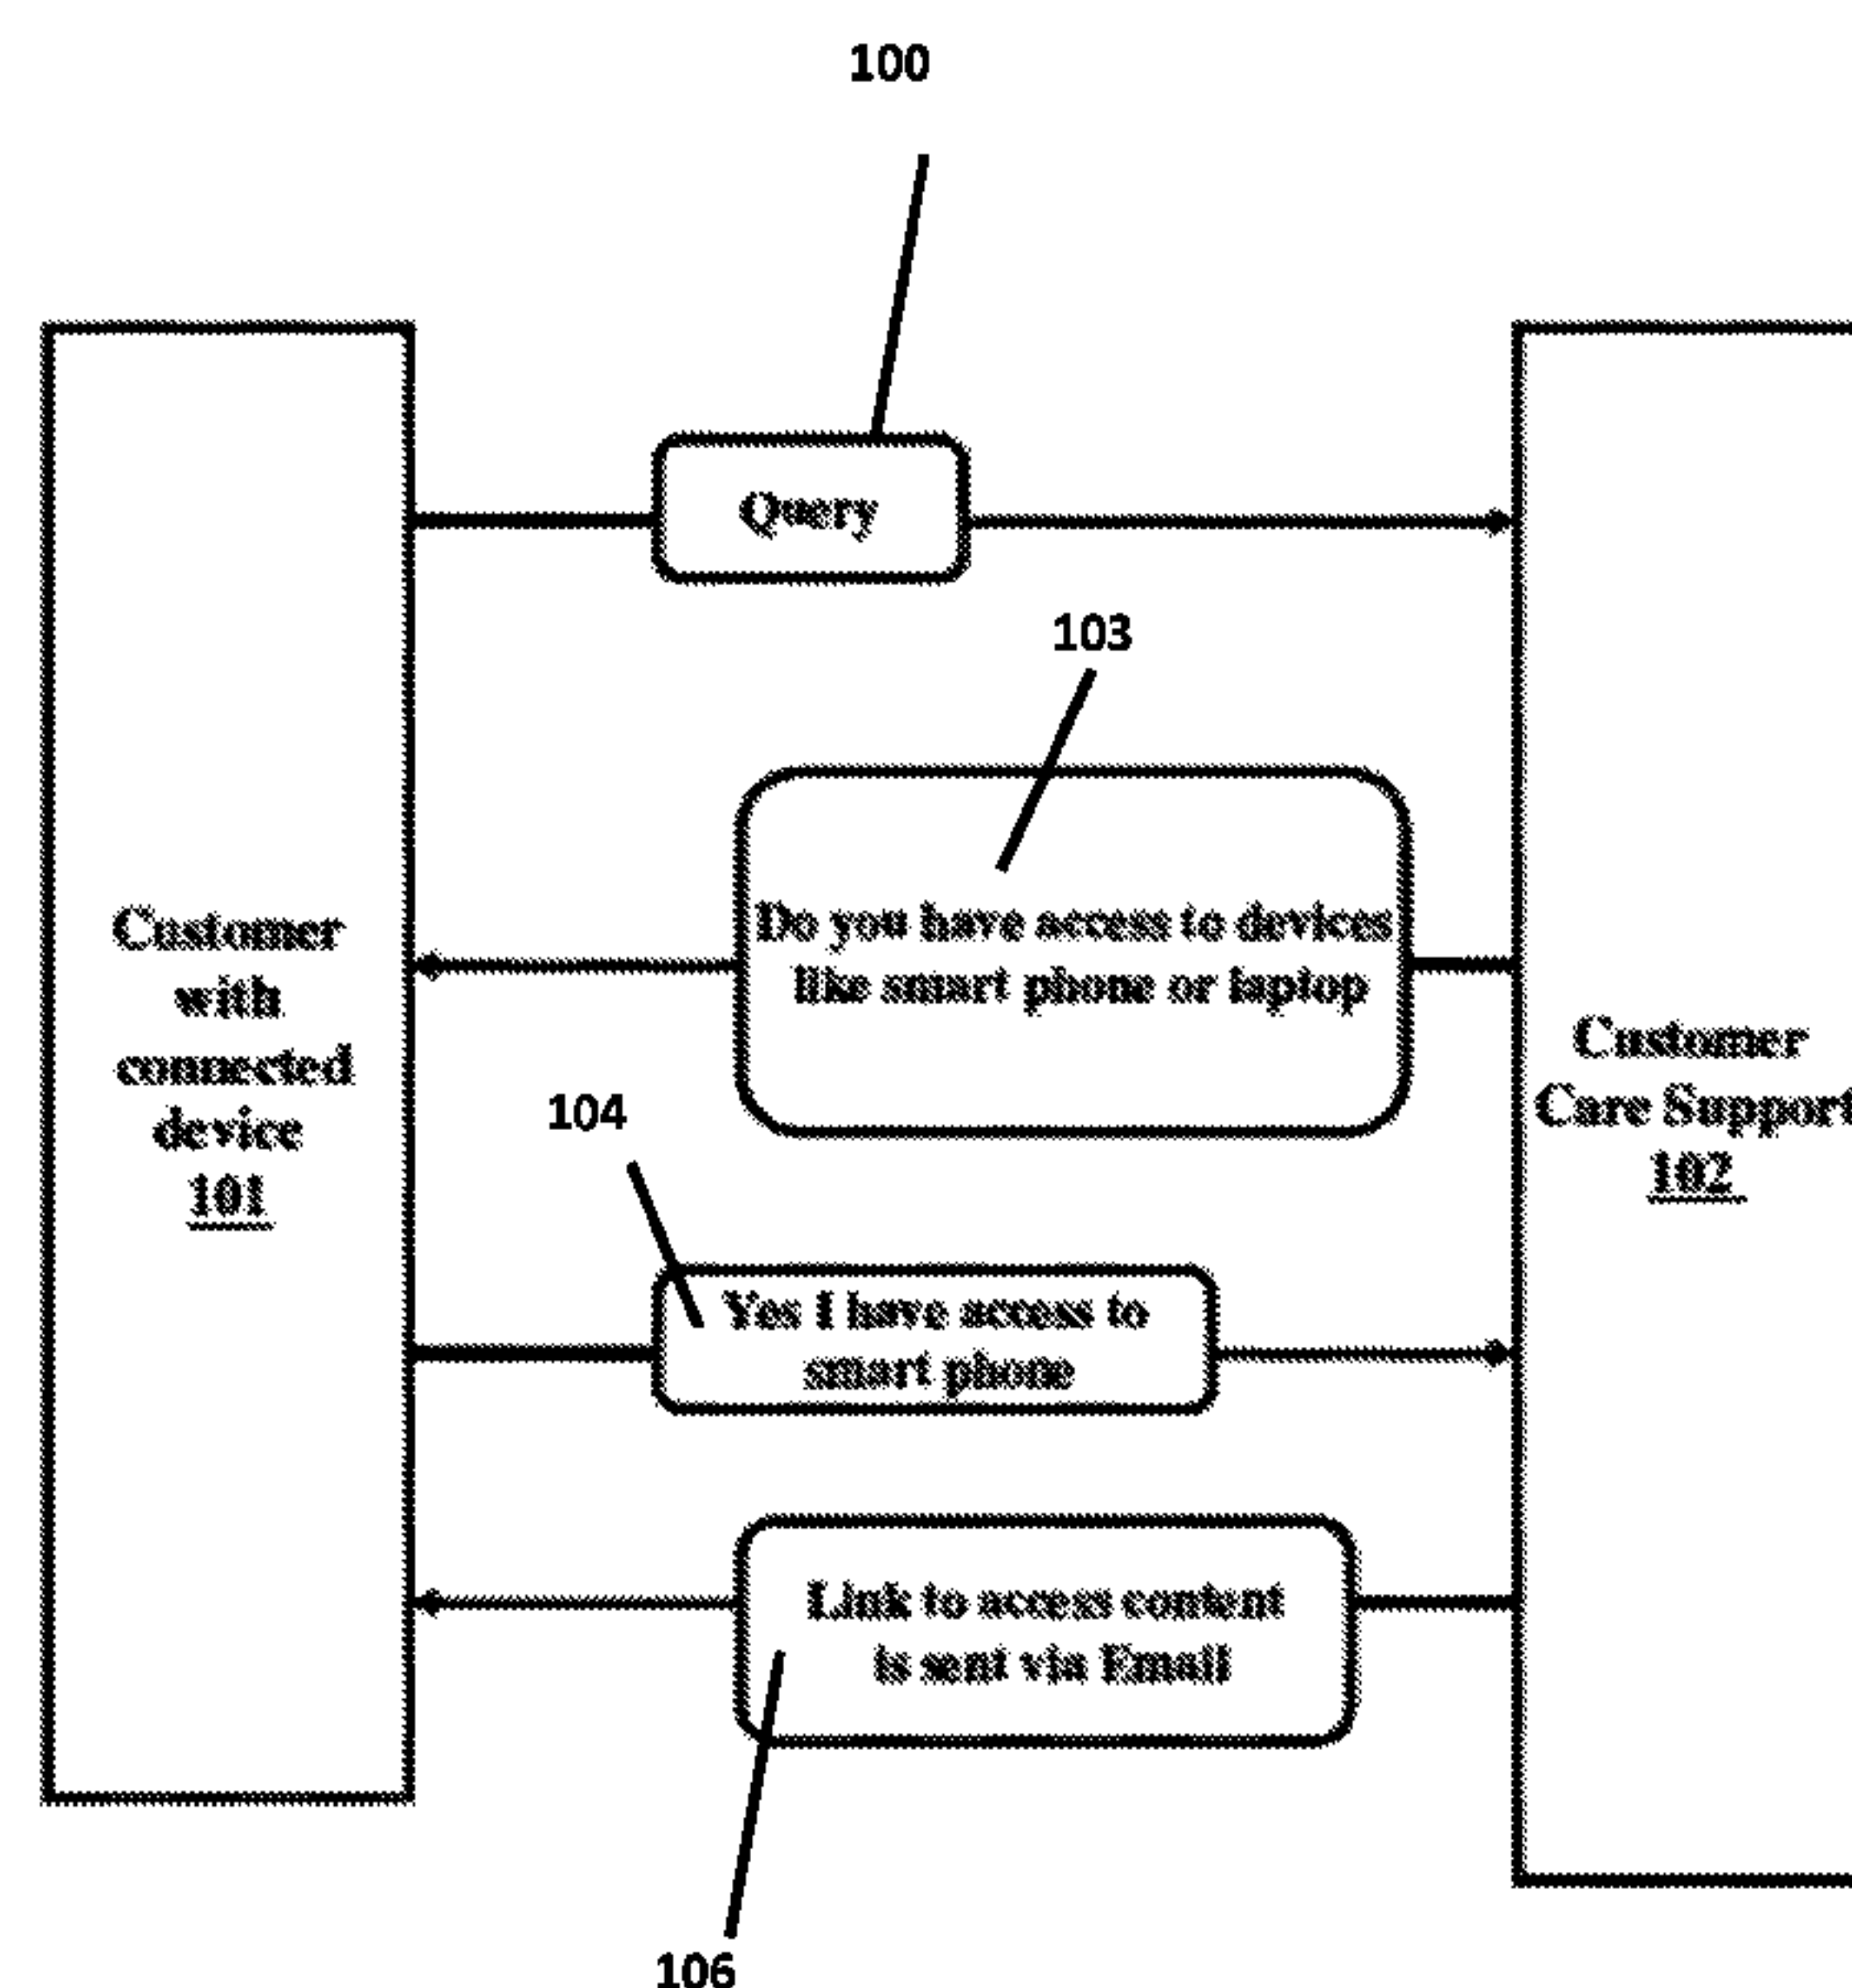 100
Query
103
Do you have access to devices
like smart phone or laptop
Customer
with
connected
device
101
Customer
Care Support
102
104
Yes I have access to
smart phone
Link to access content
is sent via Email
106